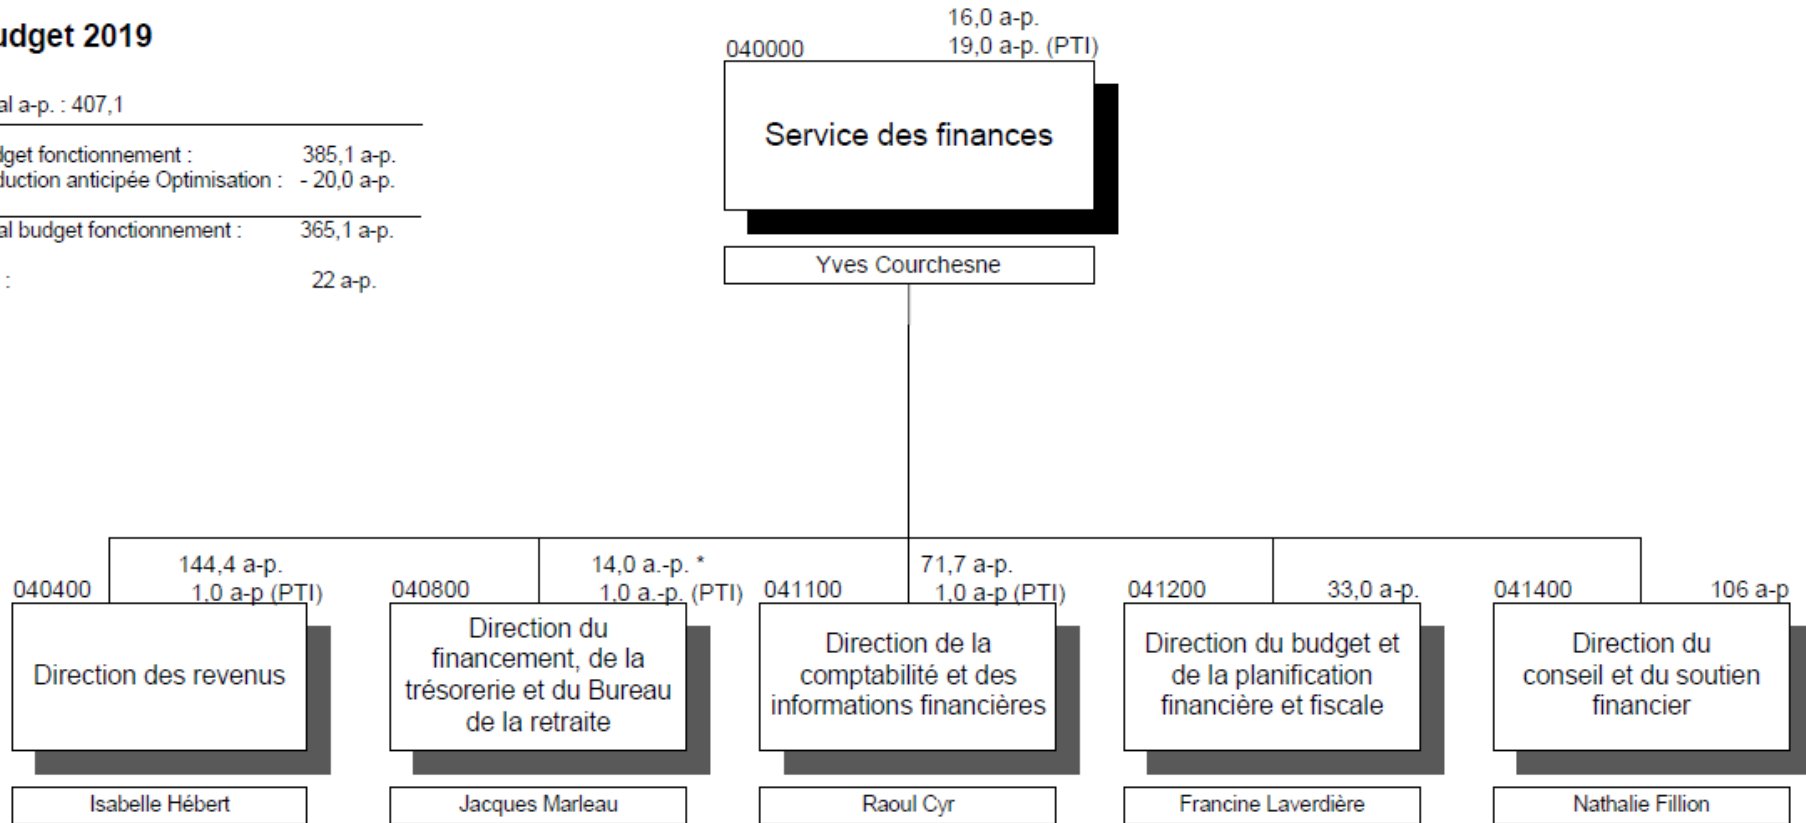 udget 2019
al a-p. : 407,1
lget fonctionnement : 385,1 a-p.
duction anticipée Optimisation : - 20,0 a-p.
al budget fonctionnement : 365,1 a-p.
: 22 a-p.
16,0 a-p.
040000 19,0 a-p. (PTI)
Service des finances
Yves Courchesne
144,4 a-p.
040400 1,0 a-p (PTI)
Direction des revenus
Isabelle Hébert
14,0 a.-p. *
040800 1,0 a.-p. (PTI)
Direction du
financement, de la
trésorerie et du Bureau
de la retraite
Jacques Marleau
71,7 a-p.
041100 1,0 a-p (PTI)
Direction de la
comptabilité et des
informations financières
Raoul Cyr
041200 33,0 a-p.
Direction du budget et
de la planification
financière et fiscale
Francine Laverdière
041400 106 a-p
Direction du
conseil et du soutien
financier
Nathalie Fillion